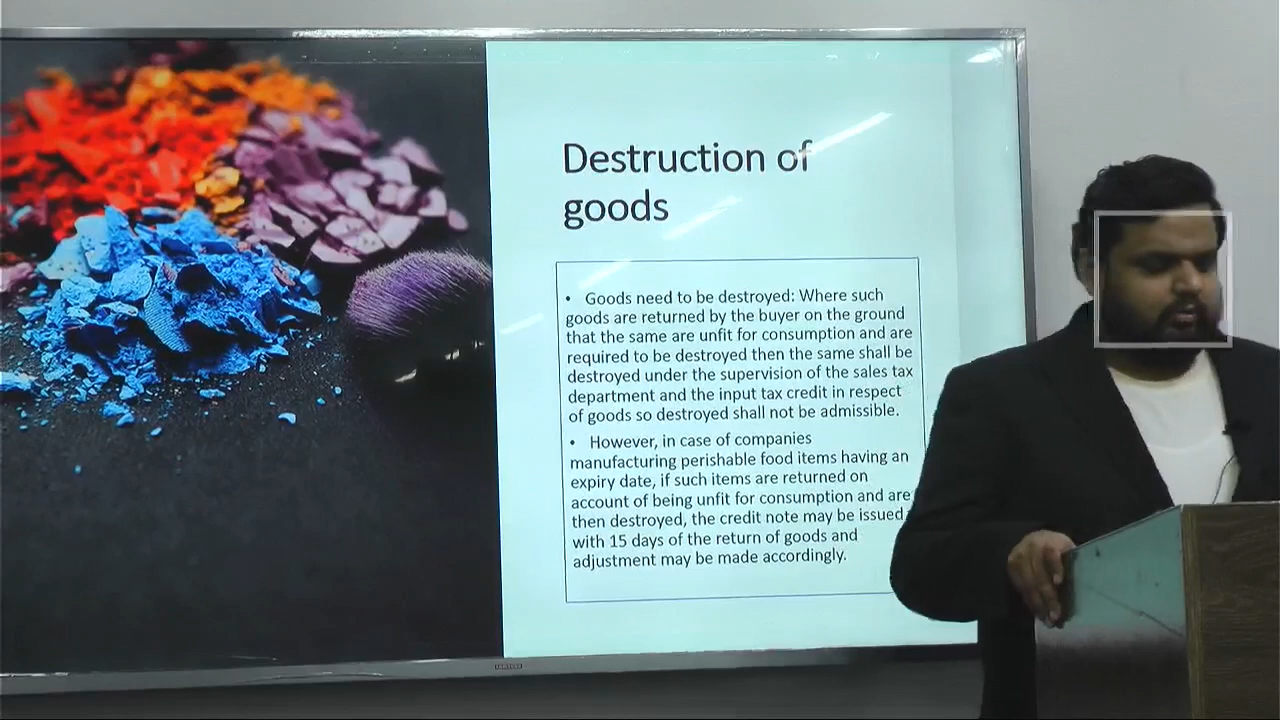 Destruction of
goods
• Goods need to be destroyed: Where such
goods are returned by the buyer on the ground
that the same are unfit for consumption and are
required to be destroyed then the same shall be
destroyed under the supervision of the sales tax
department and the input tax credit in respect
of goods so destroyed shall not be admissible.
• However, in case of companies
manufacturing perishable food items having an
expiry date, if such items are returned on
account of being unfit for consumption and are
then destroyed, the credit note may be issued
with 15 days of the return of goods and
adjustment may be made accordingly.